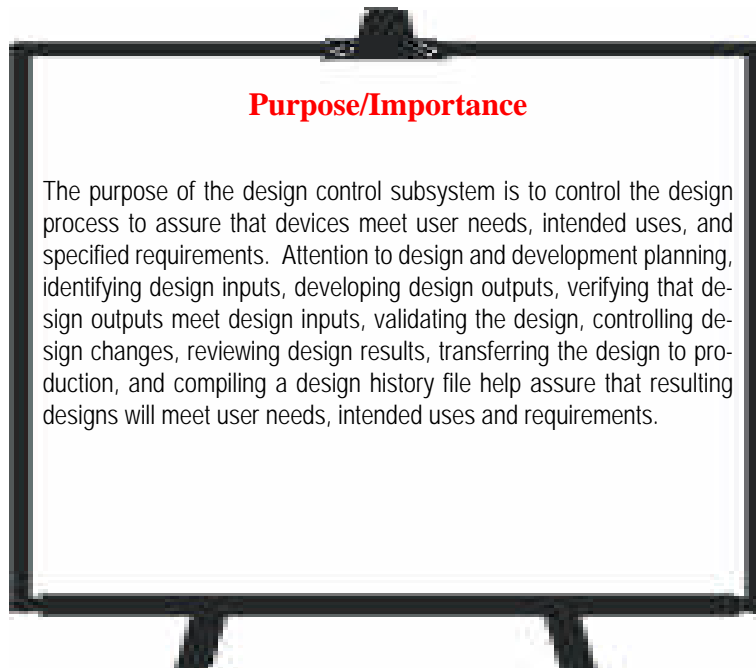 Purpose/Importance
The purpose of the design control subsystem is to control the design
process to assure that devices meet user needs, intended uses, and
specified requirements.  Attention to design and development planning,
identifying design inputs, developing design outputs, verifying that de-
sign outputs meet design inputs, validating the design, controlling de-
sign changes, reviewing design results, transferring the design to pro-
duction, and compiling a design history file help assure that resulting
designs will meet user needs, intended uses and requirements.